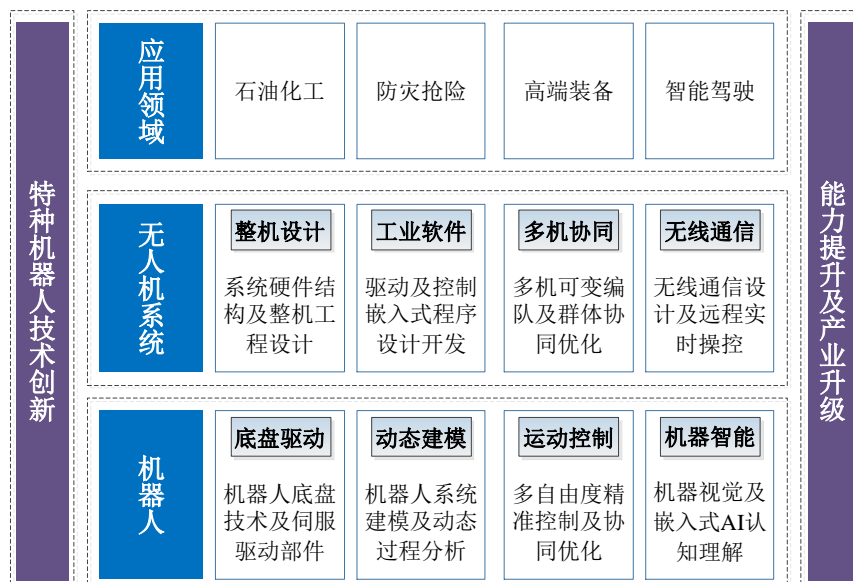 特种机器人技术创新
应用领域
石油化工
防灾抢险
高端装备
智能驾驶
无人机系统
整机设计
系统硬件结
构及整机工
程设计
工业软件
驱动及控制
嵌入式程序
设计开发
多机协同
多机可变编
队及群体协
同优化
无线通信
无线通信设
计及远程实
时操控
机器人
底盘驱动
机器人底盘
技术及伺服
驱动部件
动态建模
机器人系统
建模及动态
过程分析
运动控制
多自由度精
准控制及协
同优化
机器智能
机器视觉及
嵌入式AI认
知理解
能力提升及产业升级